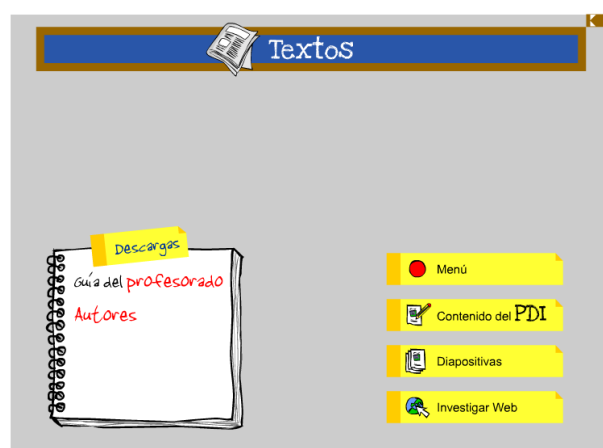 Textos
Descargas
Guía del profesorado
Autores
Menú
Contenido del PDI
Diapositivas
Investigar Web